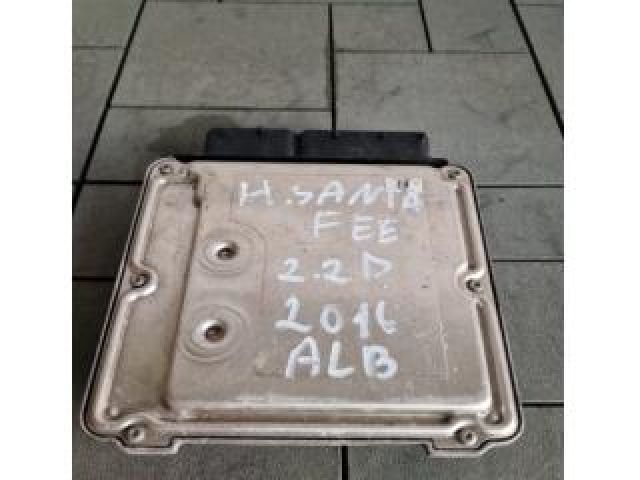 H.SANTA
FEE
2.2D
2016
ALB